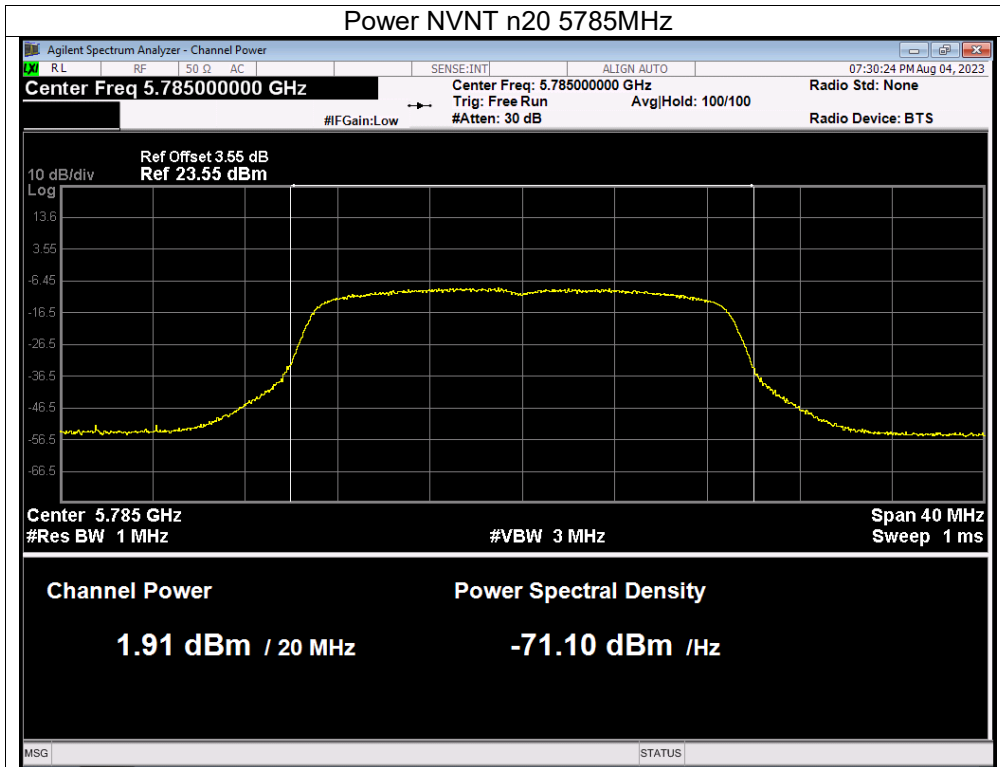 Power NVNT n20 5785MHz
Agilent Spectrum Analyzer - Channel Power
LXI RL RF 50 Ω AC SENSE:INT ALIGN AUTO 07:30:24 PM Aug 04, 2023
Center Freq 5.785000000 GHz
Center Freq: 5.785000000 GHz
Radio Std: None
Trig: Free Run Avg|Hold: 100/100
#IFGain:Low
#Atten: 30 dB
Radio Device: BTS
Ref Offset 3.55 dB
10 dB/div Ref 23.55 dBm
Log
13.6
3.55
-6.45
-16.5
-26.5
-36.5
-46.5
-56.5
-66.5
Center 5.785 GHz Span 40 MHz
#Res BW 1 MHz #VBW 3 MHz Sweep 1 ms
Channel Power Power Spectral Density
1.91 dBm / 20 MHz -71.10 dBm /Hz
MSG STATUS